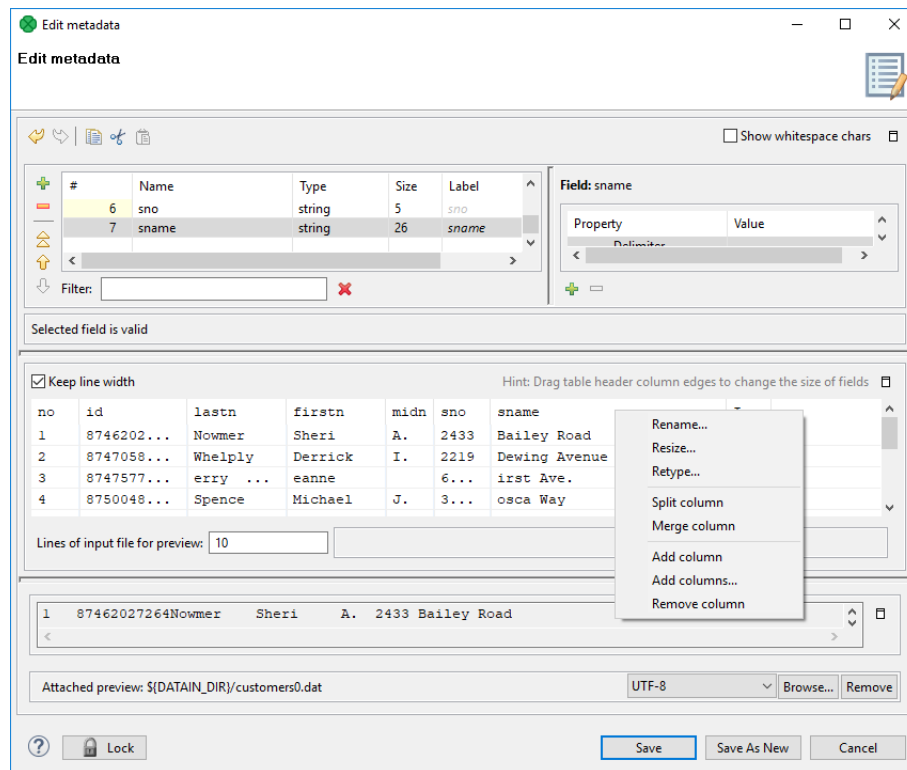 Edit metadata
Edit metadata
Show whitespace chars
# Name Type Size Label
6 sno string 5 sno
7 sname string 26 sname
Filter:
Field: sname
Property Value
Delimiter
Selected field is valid
Keep line width
Hint: Drag table header column edges to change the size of fields
no id lastn firstn midn sno sname
1 8746202... Nowmer Sheri A. 2433 Bailey Road
2 8747058... Whelply Derrick I. 2219 Dewing Avenue
3 8747577... erry ... eanne 6... irst Ave.
4 8750048... Spence Michael J. 3... osca Way
Rename...
Resize...
Retype...
Split column
Merge column
Add column
Add columns...
Remove column
Lines of input file for preview: 10
1 87462027264Nowmer Sheri A. 2433 Bailey Road
Attached preview: ${DATAIN_DIR}/customers0.dat
UTF-8 Browse... Remove
? Lock Save Save As New Cancel